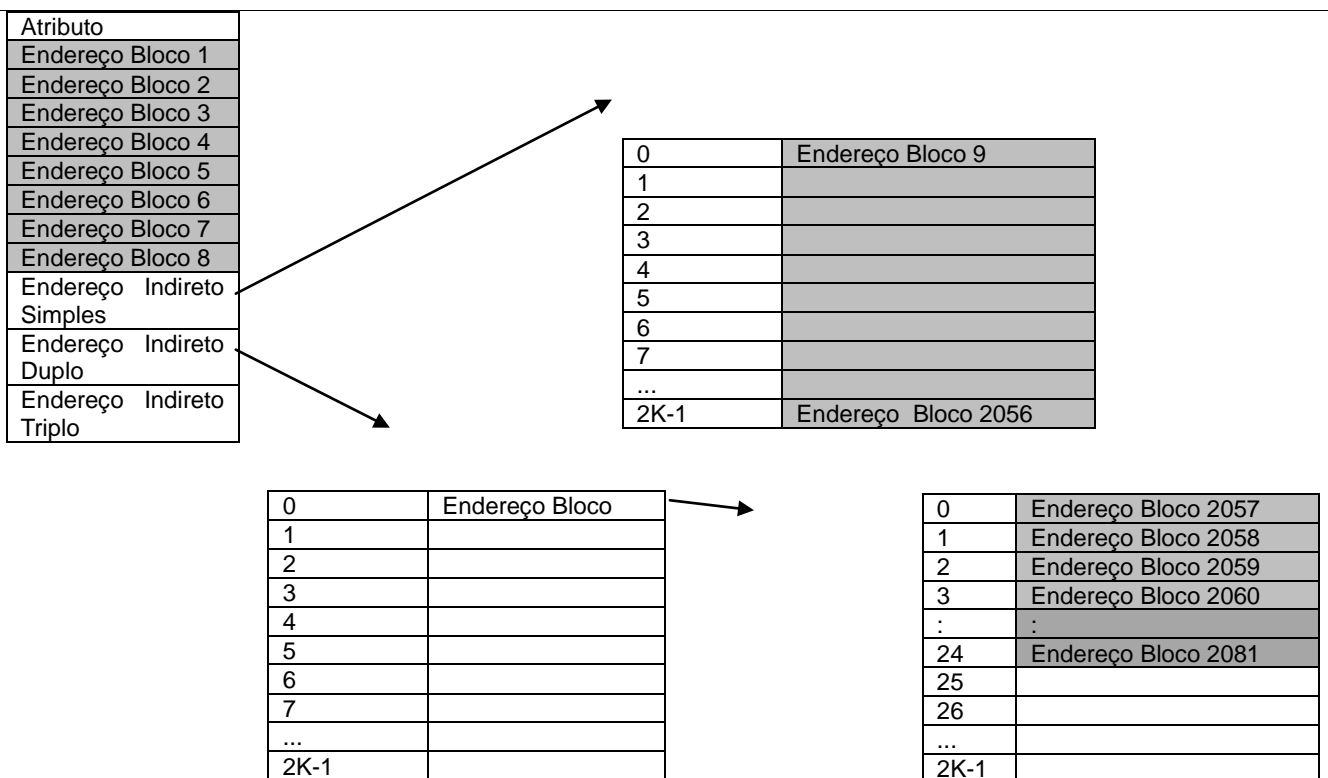 Atributo
Endereço Bloco 1
Endereço Bloco 2
Endereço Bloco 3
Endereço Bloco 4
Endereço Bloco 5
Endereço Bloco 6
Endereço Bloco 7
Endereço Bloco 8
Endereço Indireto
Simples
Endereço Indireto
Duplo
Endereço Indireto
Triplo
0 Endereço Bloco 9
1
2
3
4
5
6
7
...
2K-1 Endereço Bloco 2056
0 Endereço Bloco
1
2
3
4
5
6
7
...
2K-1
0 Endereço Bloco 2057
1 Endereço Bloco 2058
2 Endereço Bloco 2059
3 Endereço Bloco 2060
: :
24 Endereço Bloco 2081
25
26
...
2K-1